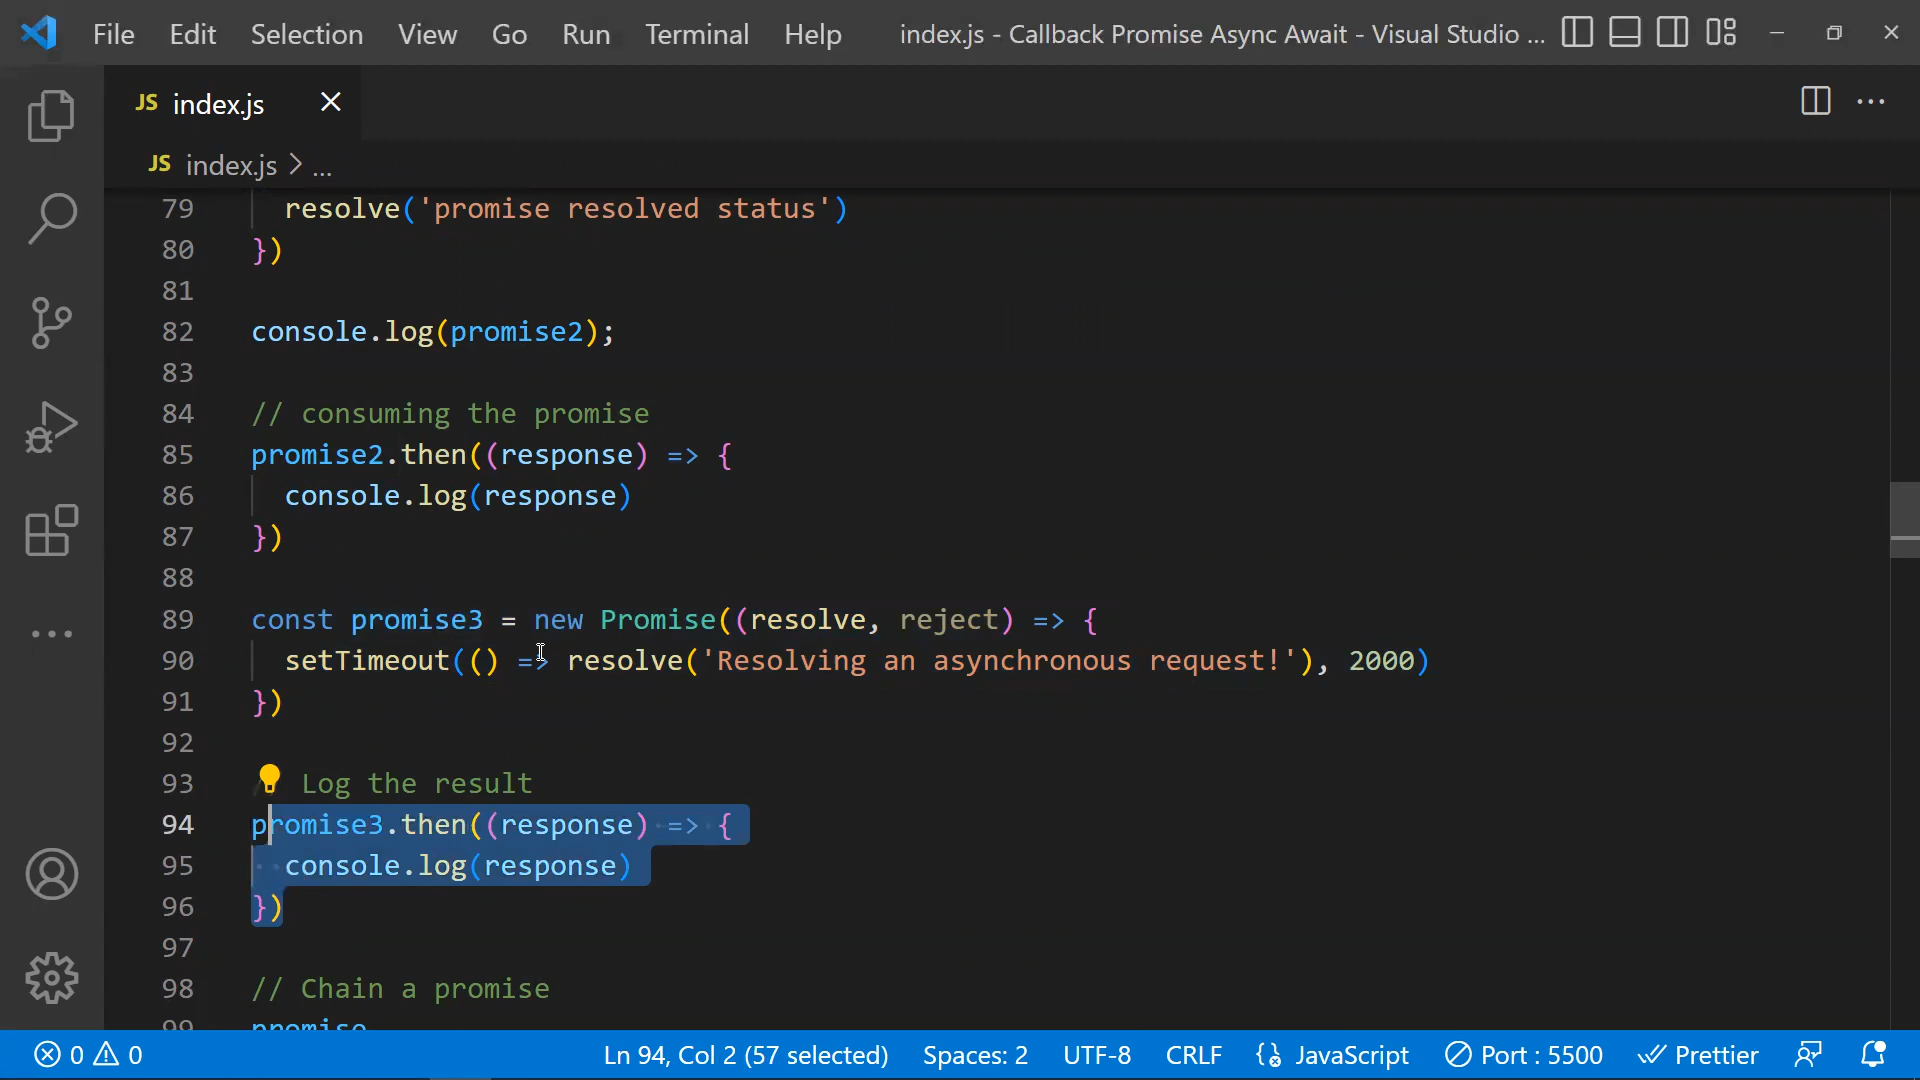 File Edit Selection View Go Run Terminal Help index.js - Callback Promise Async Await - Visual Studio ...
JS index.js
JS index.js > ...
79 resolve('promise resolved status')
80 })
81
82 console.log(promise2);
83
84 // consuming the promise
85 promise2.then((response) => {
86 console.log(response)
87 })
88
89 const promise3 = new Promise((resolve, reject) => {
90 setTimeout(() => resolve('Resolving an asynchronous request!'), 2000)
91 })
92
93 Log the result
94 promise3.then((response) => {
95 console.log(response)
96 })
97
98 // Chain a promise
99 promise
0 0 Ln 94, Col 2 (57 selected) Spaces: 2 UTF-8 CRLF JavaScript Port : 5500 Prettier